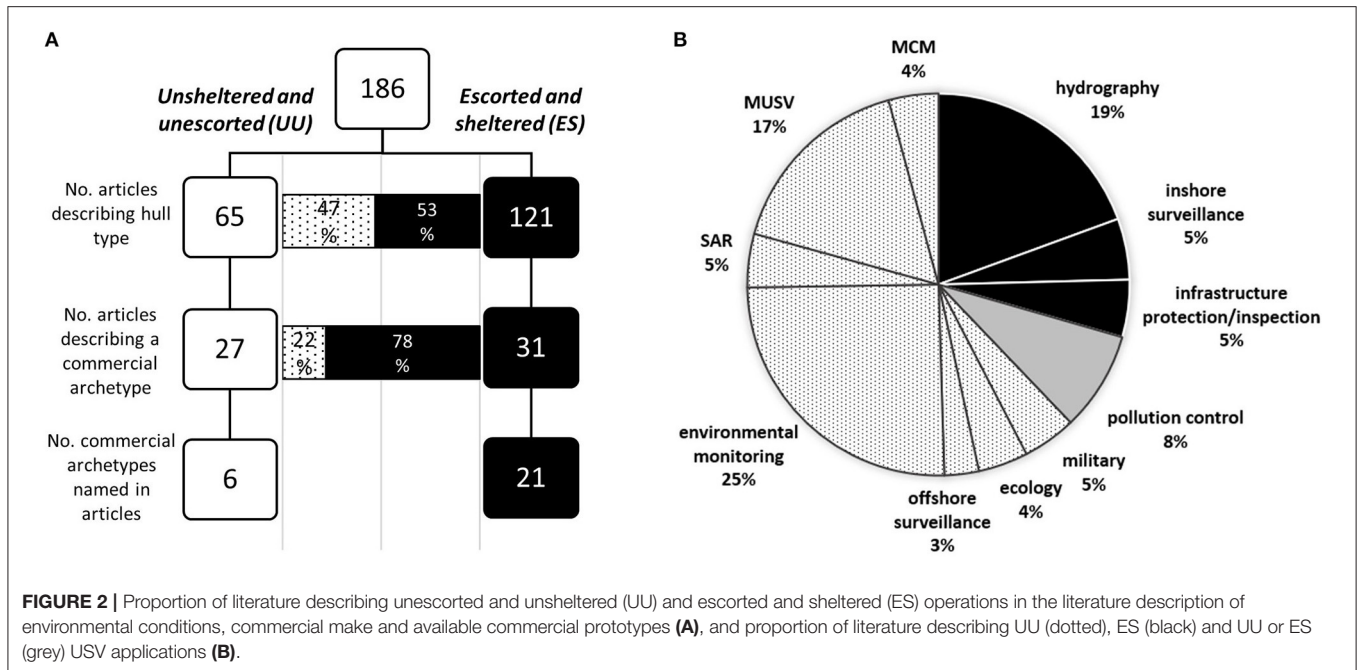 A
Unsheltered and
unescorted (UU)
186
Escorted and
sheltered (ES)
No. articles
describing hull
type
65
47
%
53
%
121
No. articles
describing a
commercial
archetype
27
22
%
78
%
31
No. commercial
archetypes
named in
articles
6
21
B
MCM
4%
hydrography
19%
MUSV
17%
inshore
surveillance
5%
SAR
5%
infrastructure
protection/inspection
5%
pollution control
8%
environmental
monitoring
25%
military
5%
ecology
4%
offshore
surveillance
3%
FIGURE 2 | Proportion of literature describing unescorted and unsheltered (UU) and escorted and sheltered (ES) operations in the literature description of
environmental conditions, commercial make and available commercial prototypes (A), and proportion of literature describing UU (dotted), ES (black) and UU or ES
(grey) USV applications (B).